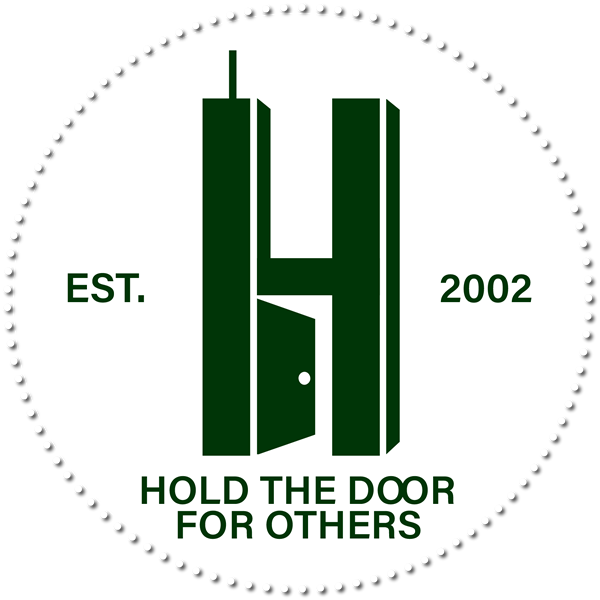 EST.
2002
HOLD THE DOOR
FOR OTHERS